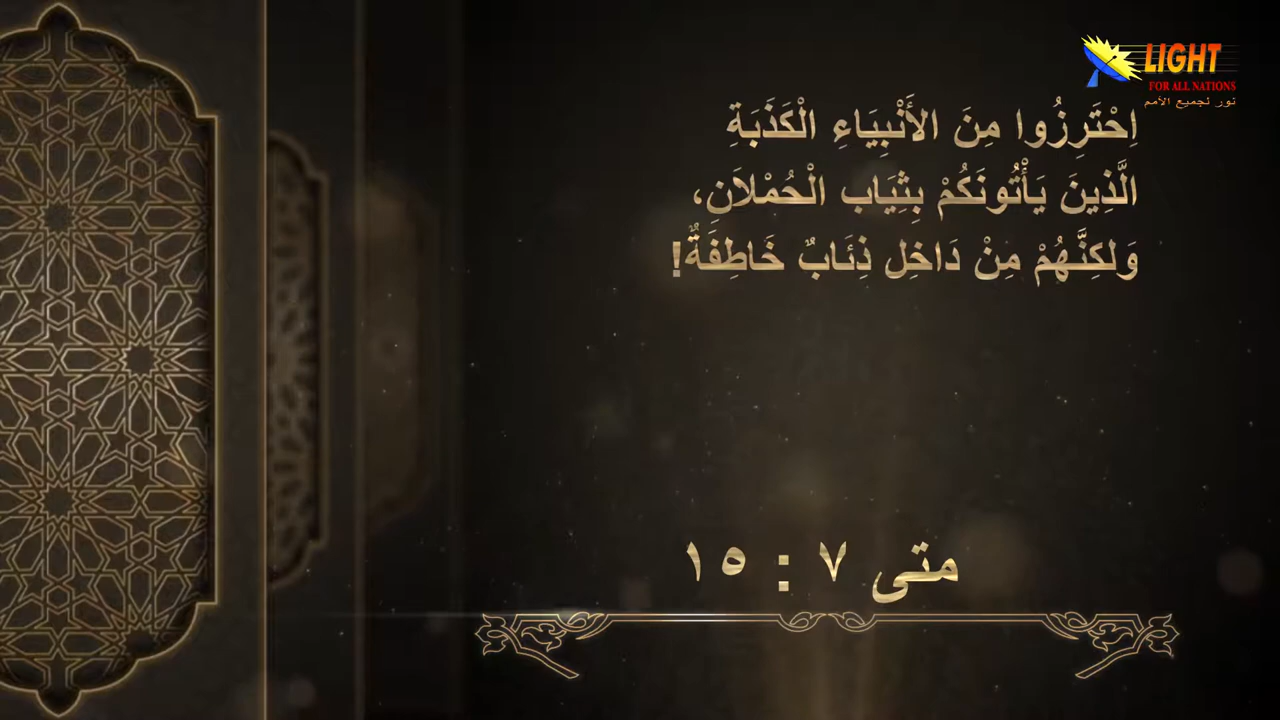 LIGHT
FOR ALL NATIONS
نور لجميع الأمم
اِحْتَرِزُوا مِنَ الأَنْبِيَاءِ الْكَذَبَةِ
الَّذِينَ يَأْتُونَكُمْ بِثِيَاب الْحُمْلاَنِ،
وَلكِنَّهُمْ مِنْ دَاخِل ذِئَابٌ خَاطِفَةٌ!
متى ٧ : ١٥